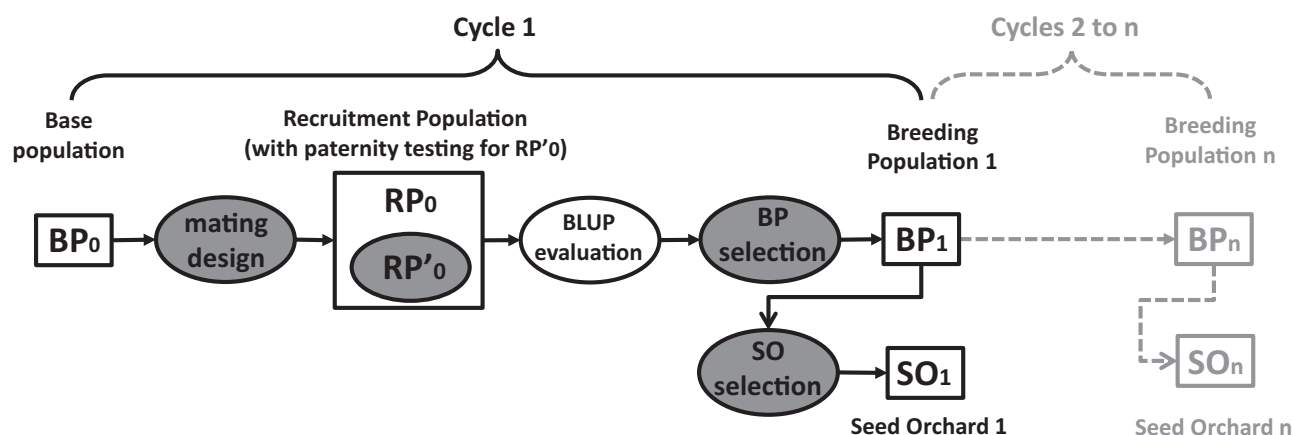 Cycle 1
Cycles 2 to n
Base
population
Recruitment Population
(with paternity testing for RP’0)
Breeding
Population 1
Breeding
Population n
BP0
mating
design
RP0
RP’0
BLUP
evaluation
BP
selection
BP1
BPn
SO
selection
SO1
SOn
Seed Orchard 1
Seed Orchard n